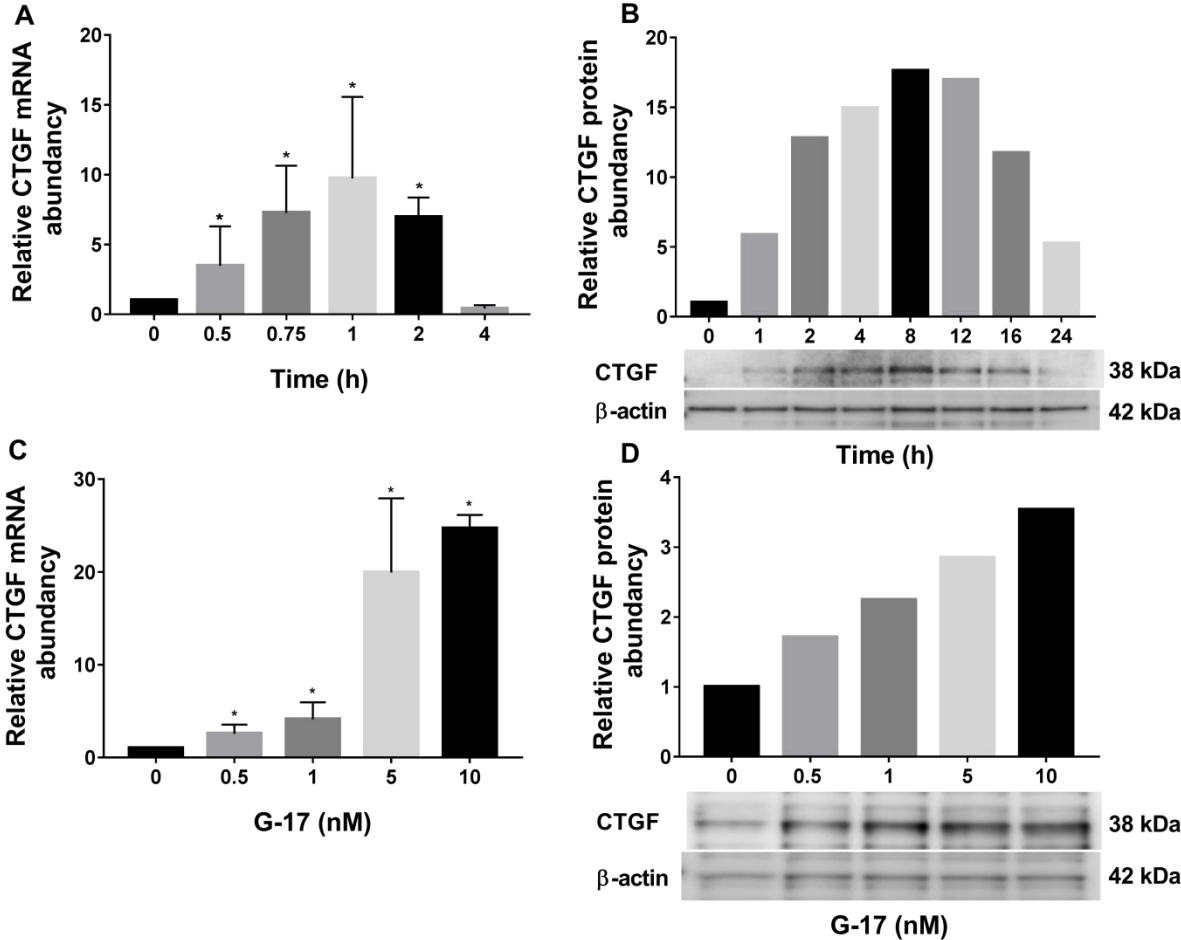 A
Relative CTGF mRNA
abundancy
20
15
10
5
0
* * * * *
0 0.5 0.75 1 2 4
Time (h)
B
Relative CTGF protein
abundancy
20
15
10
5
0
0 1 2 4 8 12 16 24
CTGF 38 kDa
β-actin 42 kDa
Time (h)
C
Relative CTGF mRNA
abundancy
30
20
10
0
* * * *
0 0.5 1 5 10
G-17 (nM)
D
Relative CTGF protein
abundancy
4
3
2
1
0
0 0.5 1 5 10
CTGF 38 kDa
β-actin 42 kDa
G-17 (nM)